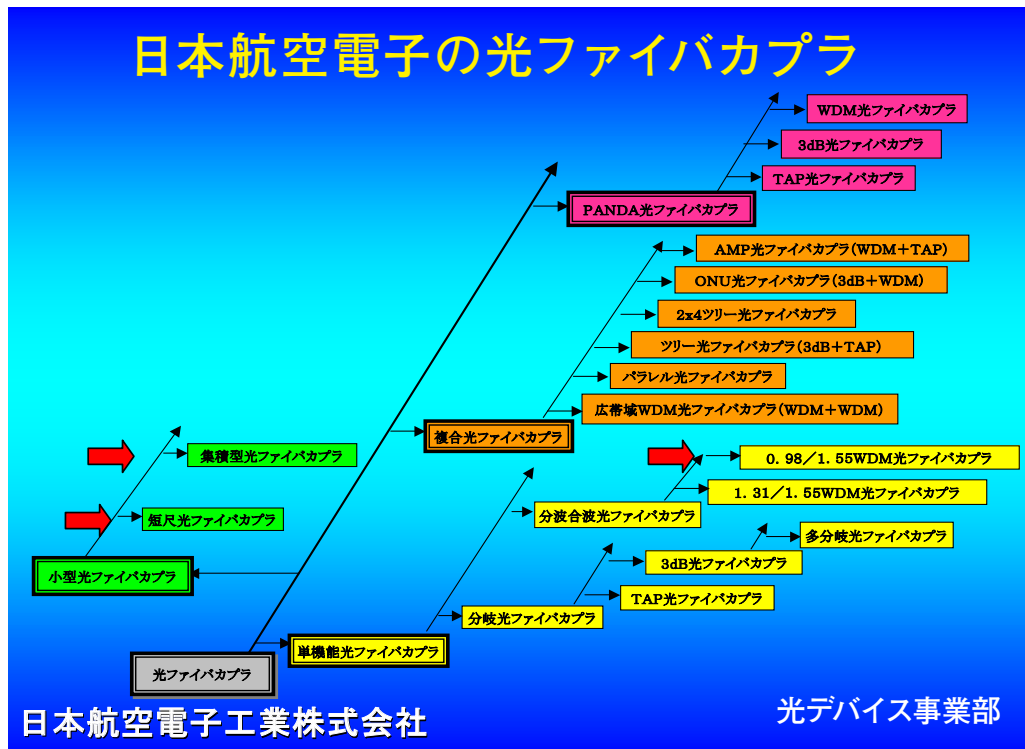 日本航空電子の光ファイバカプラ
WDM光ファイバカプラ
3dB光ファイバカプラ
TAP光ファイバカプラ
PANDA光ファイバカプラ
AMP光ファイバカプラ(WDM+TAP)
ONU光ファイバカプラ(3dB+WDM)
2x4ツリー光ファイバカプラ
ツリー光ファイバカプラ(3dB+TAP)
パラレル光ファイバカプラ
広帯域WDM光ファイバカプラ(WDM+WDM)
複合光ファイバカプラ
集積型光ファイバカプラ
0.98/1.55WDM光ファイバカプラ
1.31/1.55WDM光ファイバカプラ
短尺光ファイバカプラ
分波合波光ファイバカプラ
多分岐光ファイバカプラ
3dB光ファイバカプラ
小型光ファイバカプラ
TAP光ファイバカプラ
分岐光ファイバカプラ
単機能光ファイバカプラ
光ファイバカプラ
日本航空電子工業株式会社
光デバイス事業部